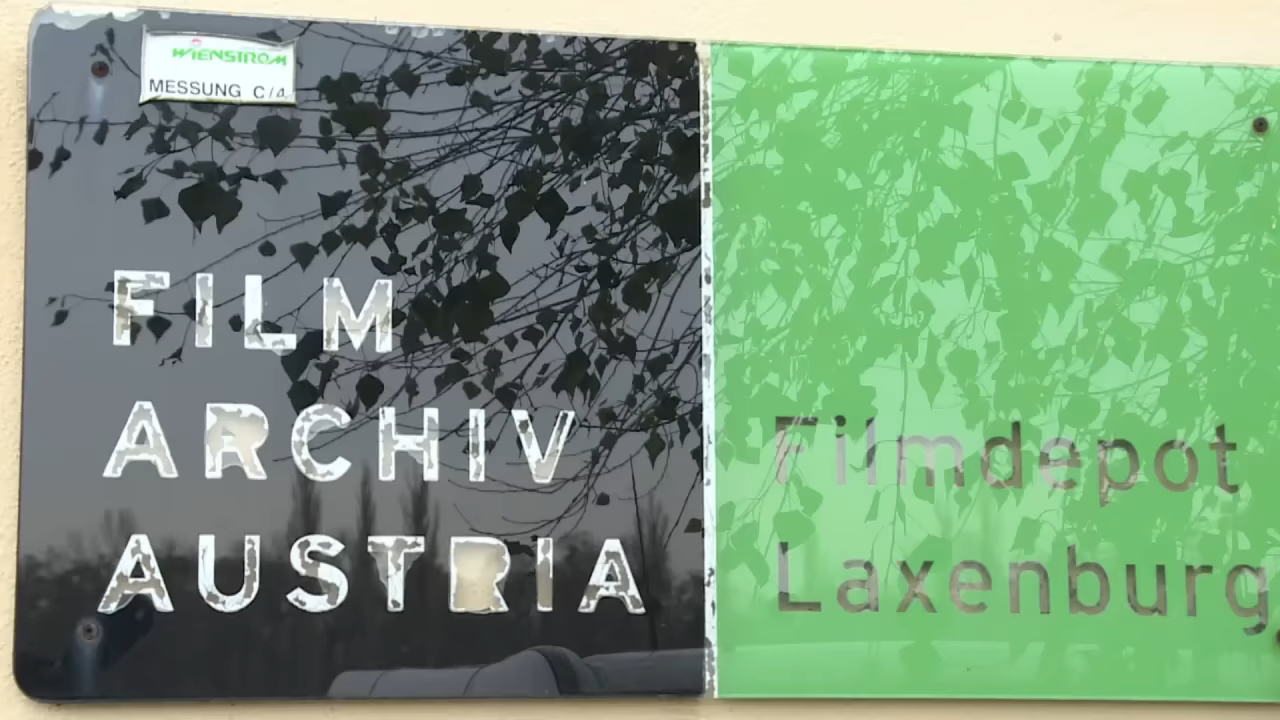 WIENSTROM
MESSUNG C/4
FILM
ARCHIV
AUSTRIA
Filmdepot
Laxenburg